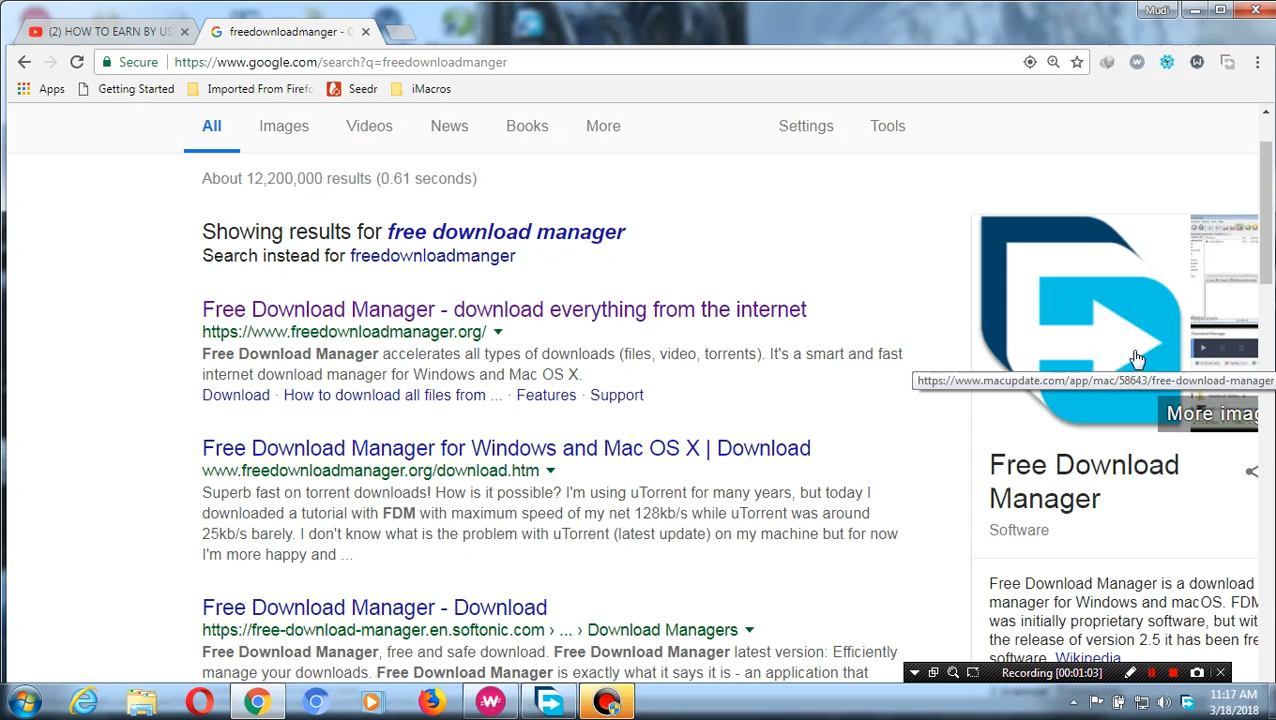 Mudi
(2) HOW TO EARN BY US
freedownloadmanger - G
Secure
https://www.google.com/search?q=freedownloadmanger
Apps
Getting Started
Imported From Firefo
Seedr
iMacros
All
Images
Videos
News
Books
More
Settings
Tools
About 12,200,000 results (0.61 seconds)
Showing results for free download manager
Search instead for freedownloadmanger
Free Download Manager - download everything from the internet
https://www.freedownloadmanager.org/
Free Download Manager accelerates all types of downloads (files, video, torrents). It's a smart and fast
internet download manager for Windows and Mac OS X.
Download · How to download all files from ... · Features · Support
Free Download Manager for Windows and Mac OS X | Download
www.freedownloadmanager.org/download.htm
Superb fast on torrent downloads! How is it possible? I'm using uTorrent for many years, but today I
downloaded a tutorial with FDM with maximum speed of my net 128kb/s while uTorrent was around
25kb/s barely. I don't know what is the problem with uTorrent (latest update) on my machine but for now
I'm more happy and ...
Free Download Manager - Download
https://free-download-manager.en.softonic.com › ... › Download Managers
Free Download Manager, free and safe download. Free Download Manager latest version: Efficiently
manage your downloads. Free Download Manager is exactly what it says it is - an application that
https://www.macupdate.com/app/mac/58643/free-download-manager
More imag
Free Download
Manager
Software
Free Download Manager is a download
manager for Windows and macOS. FDM
was initially proprietary software, but wit
the release of version 2.5 it has been fre
software. Wikipedia
Recording [00:01:03]
11:17 AM
3/18/2018